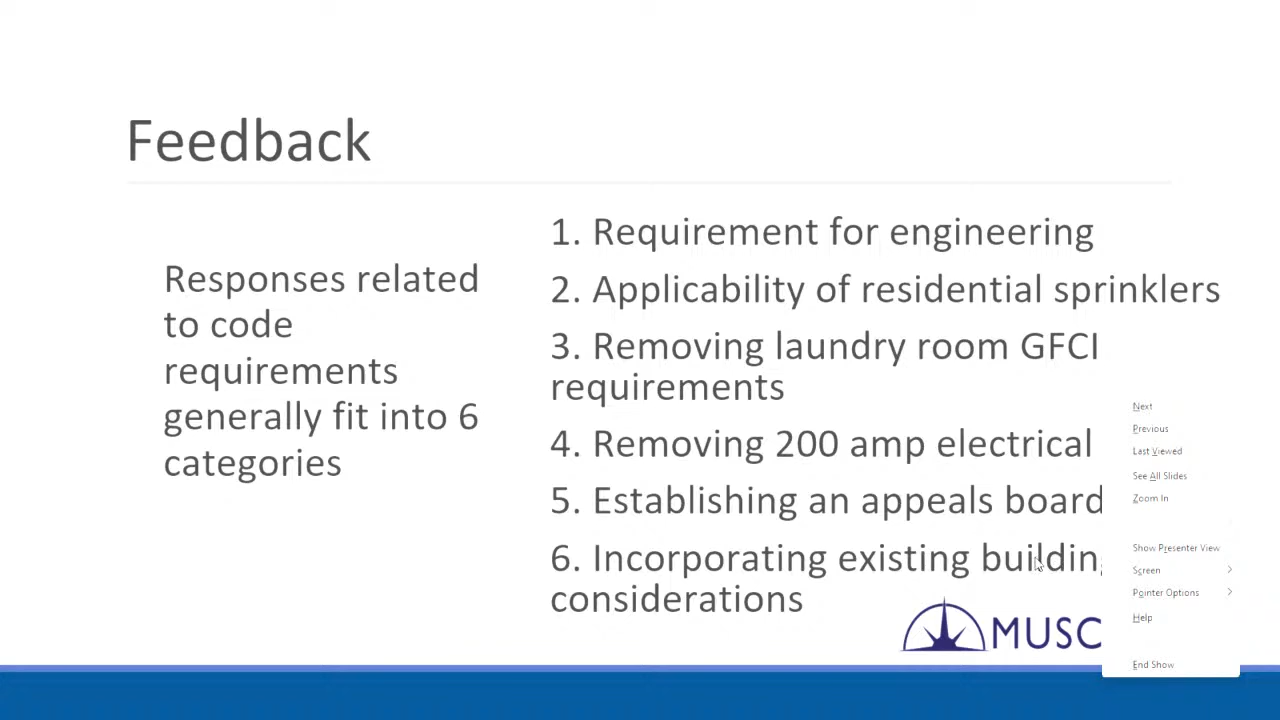 Feedback
Responses related
to code
requirements
generally fit into 6
categories
1. Requirement for engineering
2. Applicability of residential sprinklers
3. Removing laundry room GFCI
requirements
4. Removing 200 amp electrical
5. Establishing an appeals board
6. Incorporating existing building
considerations
MUSC
Next
Previous
Last Viewed
See All Slides
Zoom In
Show Presenter View
Screen
Pointer Options
Help
End Show